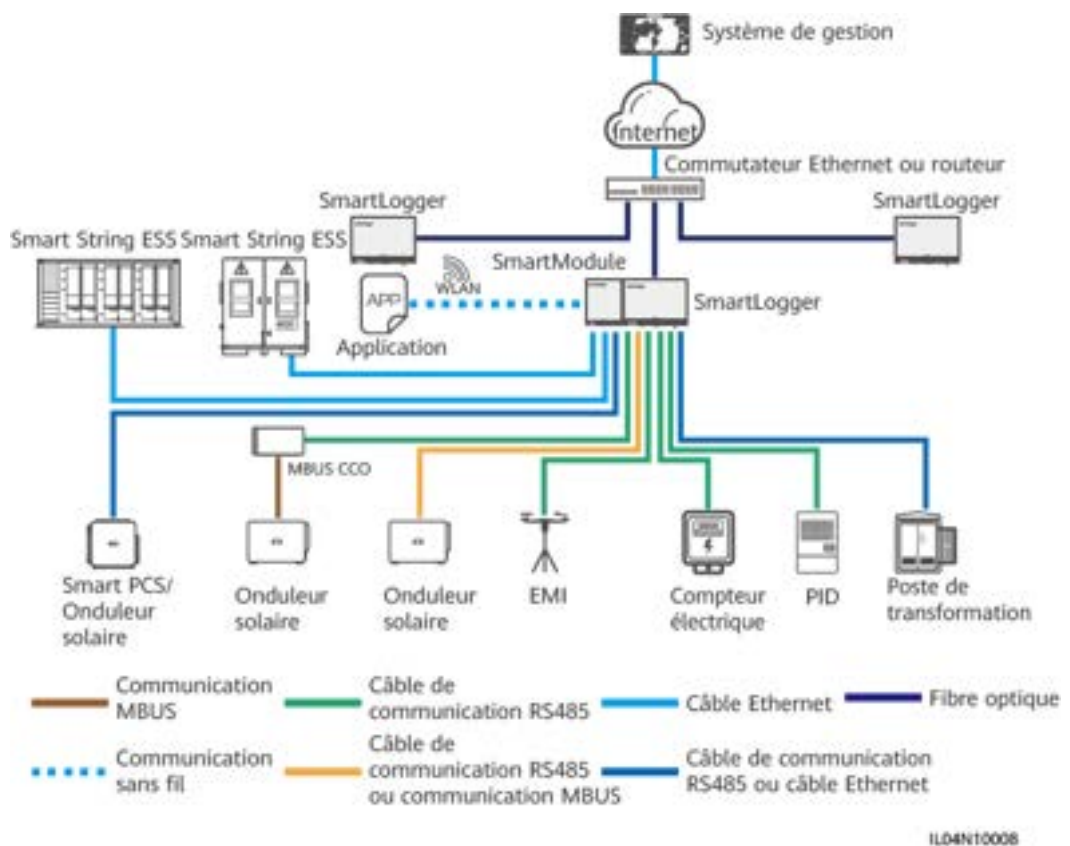 Système de gestion
Internet
Commutateur Ethernet ou routeur
SmartLogger
SmartLogger
Smart String ESS
Smart String ESS
SmartModule
WLAN
APP
SmartLogger
Application
MBUS CCO
Smart PCS/
Onduleur
solaire
Onduleur
solaire
Onduleur
solaire
EMI
Compteur
électrique
PID
Poste de
transformation
Communication
MBUS
Câble de
communication RS485
Câble Ethernet
Fibre optique
Communication
sans fil
Câble de
communication RS485
ou communication MBUS
Câble de communication
RS485 ou câble Ethernet
IL04N10008